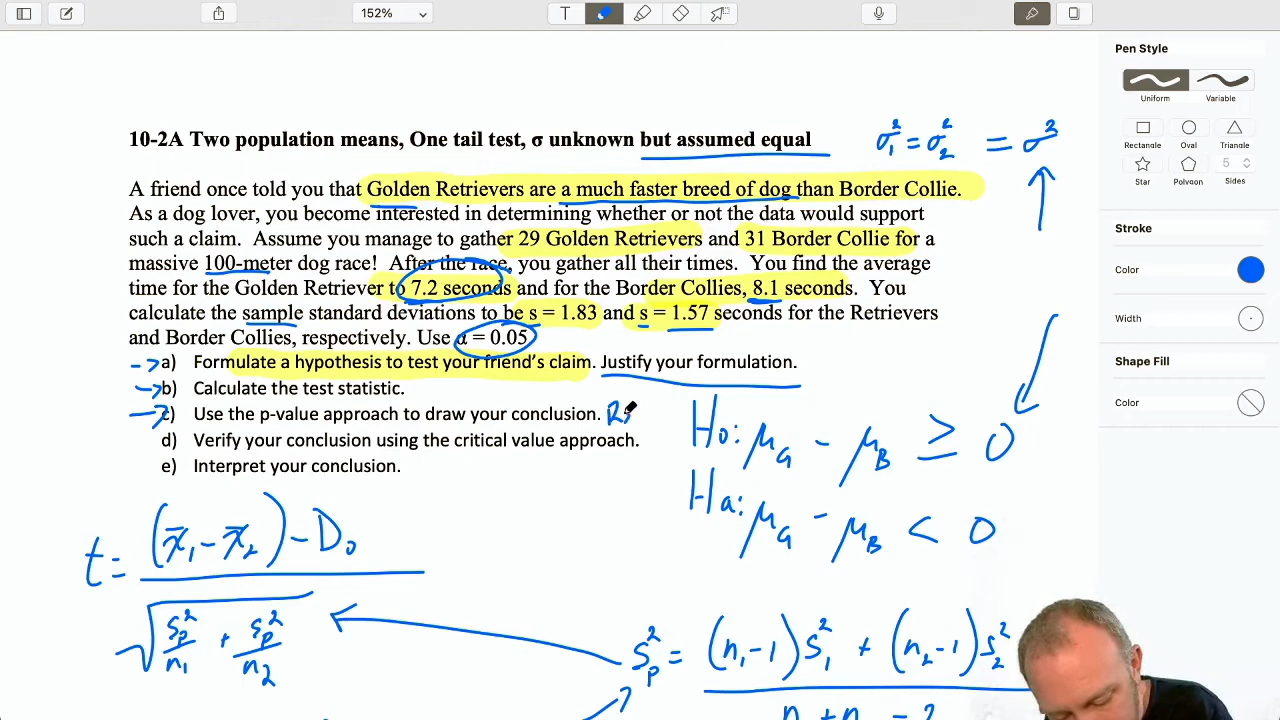 152%
T
Pen Style
Uniform
Variable
Rectangle
Oval
Triangle
5
Star
Polygon
Sides
Stroke
Color
Width
Shape Fill
Color
10-2A Two population means, One tail test, σ unknown but assumed equal
σ₁² = σ₂² = σ²
A friend once told you that Golden Retrievers are a much faster breed of dog than Border Collie.
As a dog lover, you become interested in determining whether or not the data would support
such a claim. Assume you manage to gather 29 Golden Retrievers and 31 Border Collie for a
massive 100-meter dog race! After the race, you gather all their times. You find the average
time for the Golden Retriever to 7.2 seconds and for the Border Collies, 8.1 seconds. You
calculate the sample standard deviations to be s = 1.83 and s = 1.57 seconds for the Retrievers
and Border Collies, respectively. Use α = 0.05
a) Formulate a hypothesis to test your friend's claim. Justify your formulation.
b) Calculate the test statistic.
c) Use the p-value approach to draw your conclusion.
d) Verify your conclusion using the critical value approach.
e) Interpret your conclusion.
Ho: μG - μB ≥ 0
Ha: μG - μB < 0
t = (x̄₁ - x̄₂) - D₀
√ sp²/n₁ + sp²/n₂
sp² = (n₁-1)s₁² + (n₂-1)s₂²